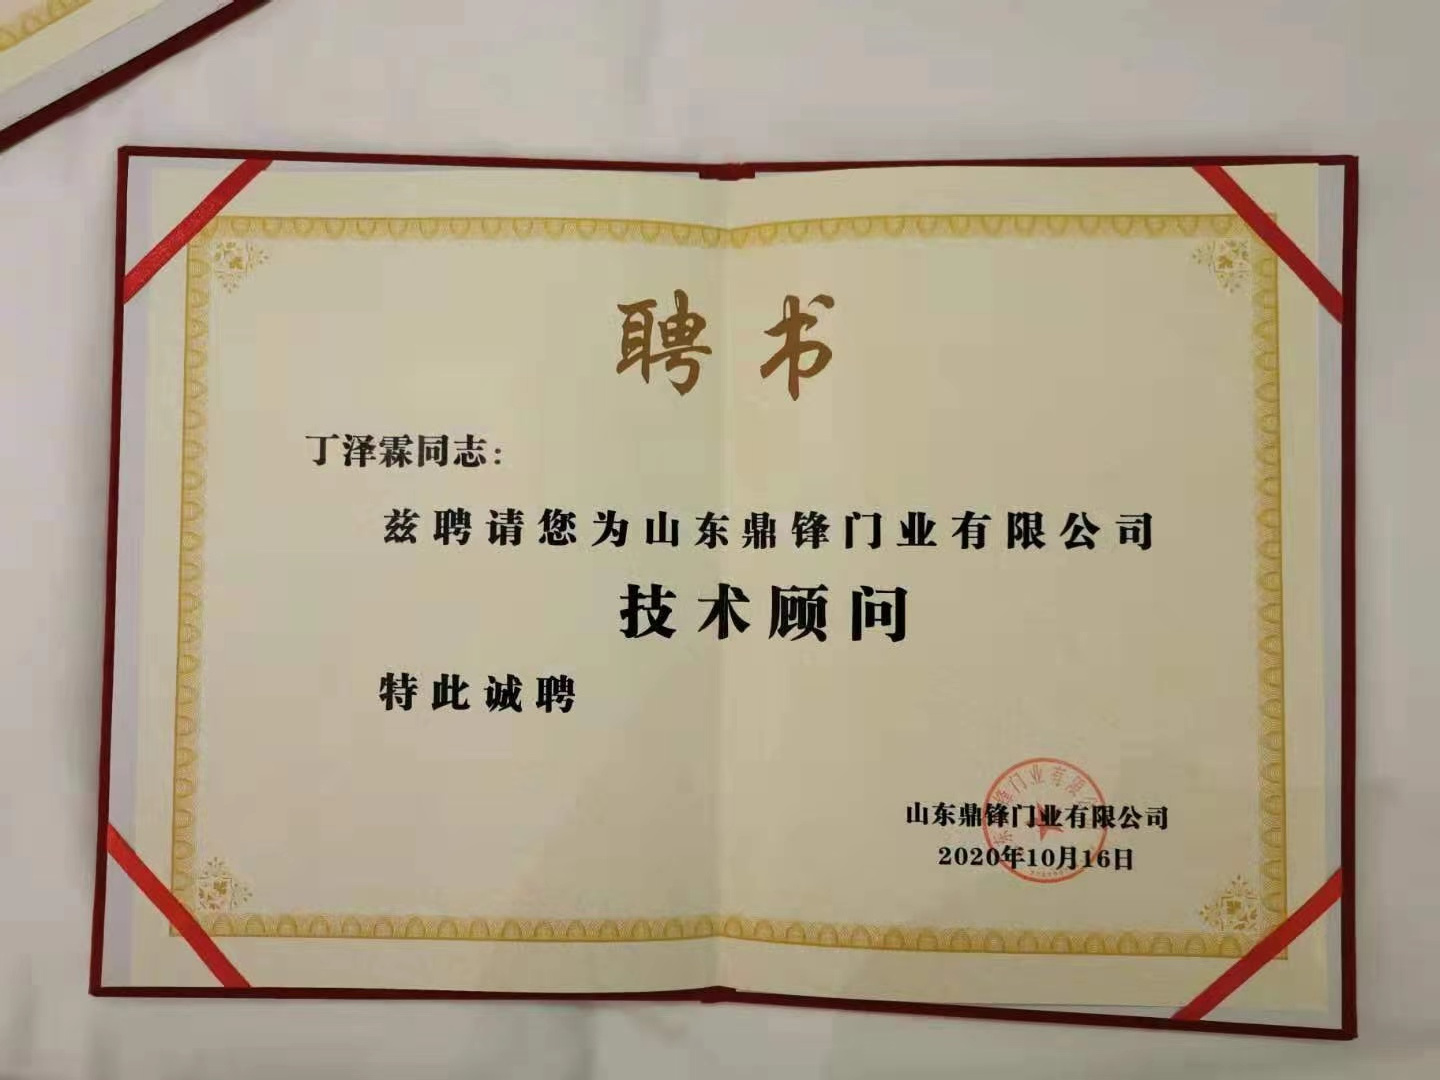 聘书
丁泽霖同志:
兹聘请您为山东鼎锋门业有限公司
技术顾问
特此诚聘
山东鼎锋门业有限公司
2020年10月16日